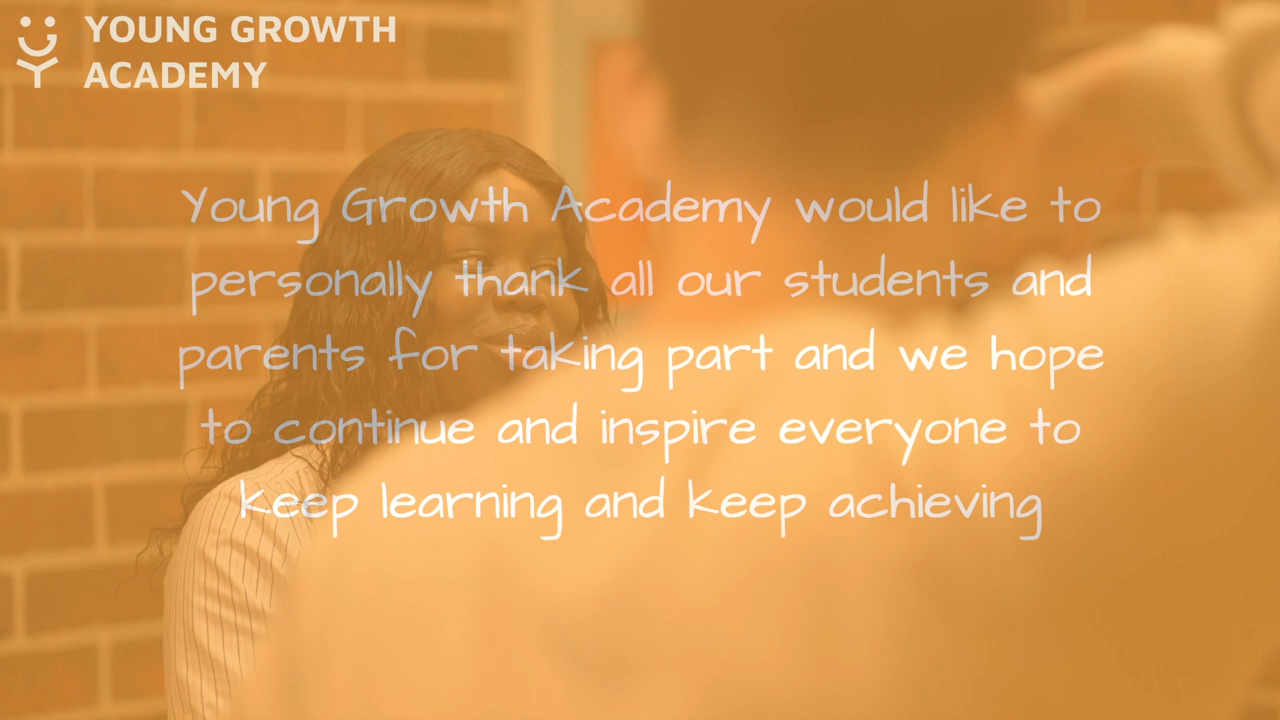 YOUNG GROWTH
ACADEMY
Young Growth Academy would like to
personally thank all our students and
parents for taking part and we hope
to continue and inspire everyone to
keep learning and keep achieving